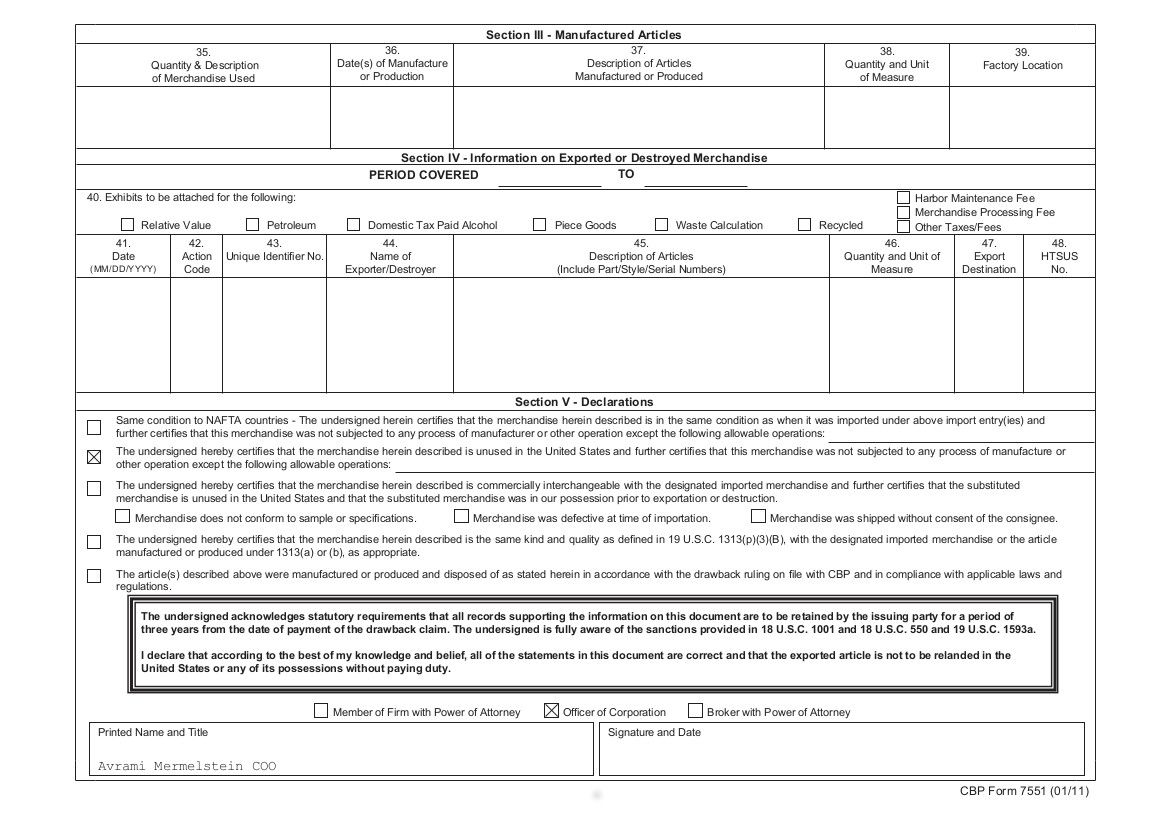 Section III - Manufactured Articles
35.
Quantity & Description
of Merchandise Used
36.
Date(s) of Manufacture
or Production
37.
Description of Articles
Manufactured or Produced
38.
Quantity and Unit
of Measure
39.
Factory Location
Section IV - Information on Exported or Destroyed Merchandise
PERIOD COVERED TO
40. Exhibits to be attached for the following:
Harbor Maintenance Fee
Merchandise Processing Fee
Relative Value Petroleum Domestic Tax Paid Alcohol Piece Goods Waste Calculation Recycled Other Taxes/Fees
41.
Date
(MM/DD/YYYY)
42.
Action
Code
43.
Unique Identifier No.
44.
Name of
Exporter/Destroyer
45.
Description of Articles
(Include Part/Style/Serial Numbers)
46.
Quantity and Unit of
Measure
47.
Export
Destination
48.
HTSUS
No.
Section V - Declarations
Same condition to NAFTA countries - The undersigned herein certifies that the merchandise herein described is in the same condition as when it was imported under above import entry(ies) and
further certifies that this merchandise was not subjected to any process of manufacturer or other operation except the following allowable operations:
The undersigned hereby certifies that the merchandise herein described is unused in the United States and further certifies that this merchandise was not subjected to any process of manufacture or
other operation except the following allowable operations:
The undersigned hereby certifies that the merchandise herein described is commercially interchangeable with the designated imported merchandise and further certifies that the substituted
merchandise is unused in the United States and that the substituted merchandise was in our possession prior to exportation or destruction.
Merchandise does not conform to sample or specifications. Merchandise was defective at time of importation. Merchandise was shipped without consent of the consignee.
The undersigned hereby certifies that the merchandise herein described is the same kind and quality as defined in 19 U.S.C. 1313(p)(3)(B), with the designated imported merchandise or the article
manufactured or produced under 1313(a) or (b), as appropriate.
The article(s) described above were manufactured or produced and disposed of as stated herein in accordance with the drawback ruling on file with CBP and in compliance with applicable laws and
regulations.
The undersigned acknowledges statutory requirements that all records supporting the information on this document are to be retained by the issuing party for a period of
three years from the date of payment of the drawback claim. The undersigned is fully aware of the sanctions provided in 18 U.S.C. 1001 and 18 U.S.C. 550 and 19 U.S.C. 1593a.
I declare that according to the best of my knowledge and belief, all of the statements in this document are correct and that the exported article is not to be relanded in the
United States or any of its possessions without paying duty.
Member of Firm with Power of Attorney Officer of Corporation Broker with Power of Attorney
Printed Name and Title
Avrami Mermelstein COO
Signature and Date
CBP Form 7551 (01/11)